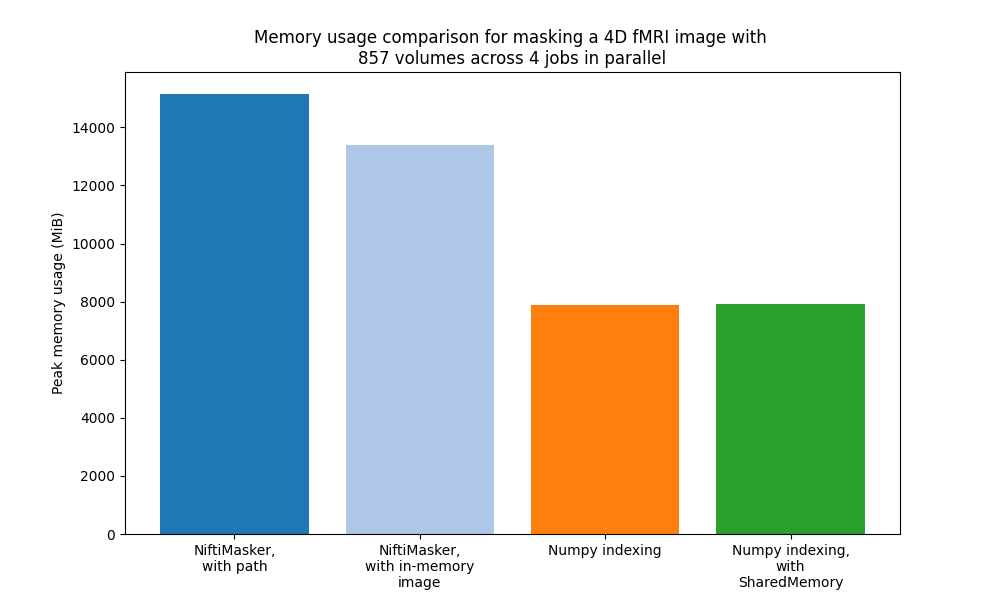 Memory usage comparison for masking a 4D fMRI image with
857 volumes across 4 jobs in parallel
Peak memory usage (MiB)
14000
12000
10000
8000
6000
4000
2000
0
NiftiMasker,
with path
NiftiMasker,
with in-memory
image
Numpy indexing
Numpy indexing,
with
SharedMemory